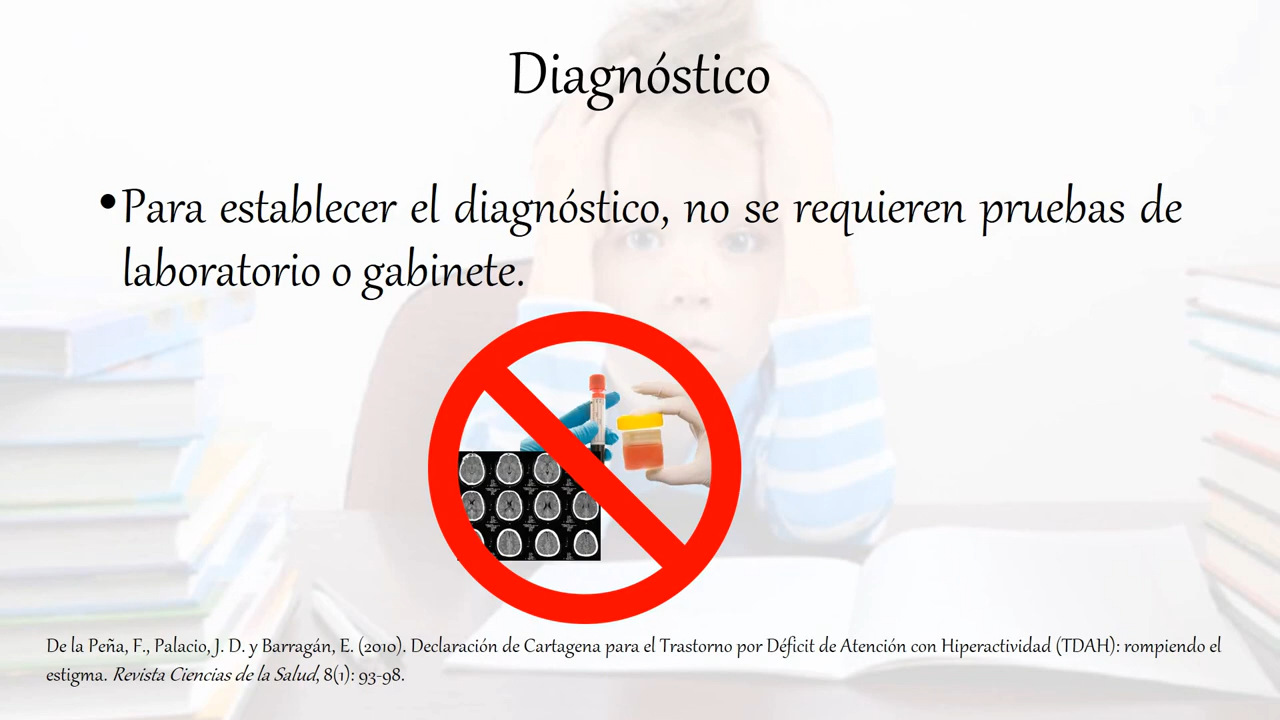 Diagnóstico
•Para establecer el diagnóstico, no se requieren pruebas de
laboratorio o gabinete.
De la Peña, F., Palacio, J. D. y Barragán, E. (2010). Declaración de Cartagena para el Trastorno por Déficit de Atención con Hiperactividad (TDAH): rompiendo el
estigma. Revista Ciencias de la Salud, 8(1): 93-98.